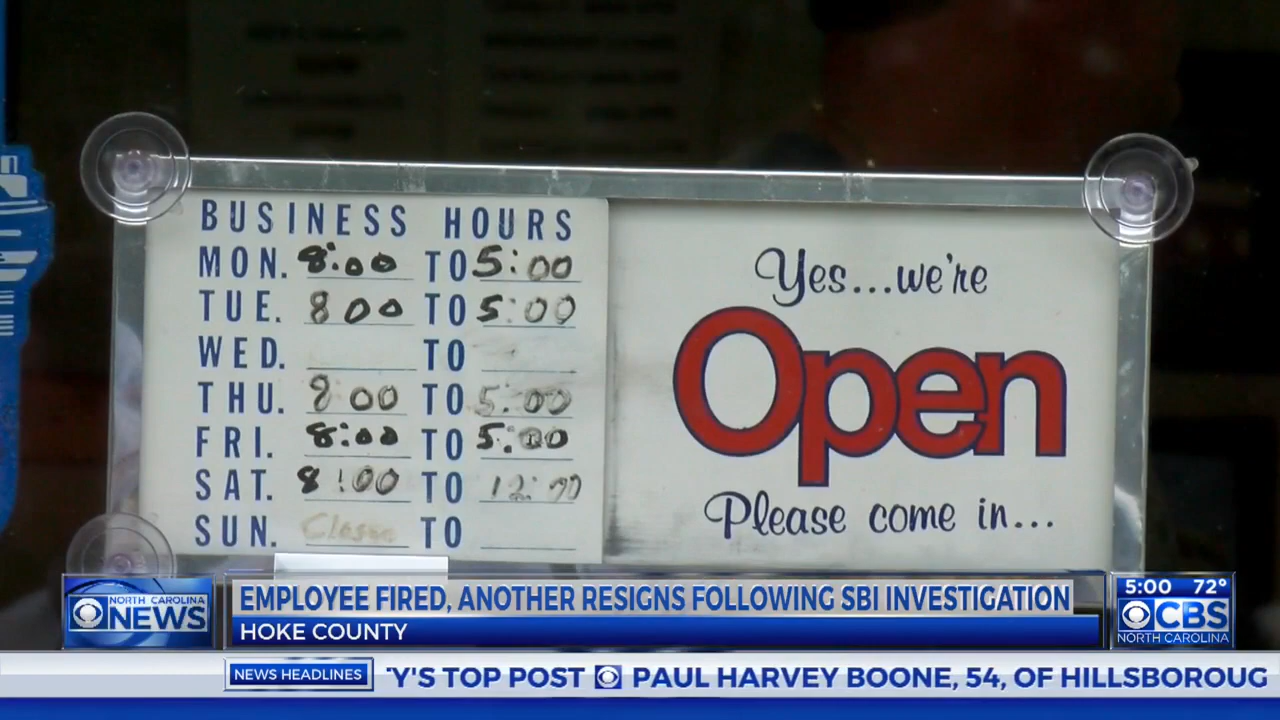 BUSINESS HOURS
MON. 8:00 TO 5:00
TUE. 8 00 TO 5:00
WED. TO
THU. 8 00 TO 5:00
FRI. 8:00 TO 5:00
SAT. 8:00 TO 12:00
SUN. Closed TO
Yes...we're
Open
Please come in...
NORTH CAROLINA
NEWS
EMPLOYEE FIRED, ANOTHER RESIGNS FOLLOWING SBI INVESTIGATION
HOKE COUNTY
5:00 72°
CBS
NORTH CAROLINA
NEWS HEADLINES 'Y'S TOP POST PAUL HARVEY BOONE, 54, OF HILLSBOROUG